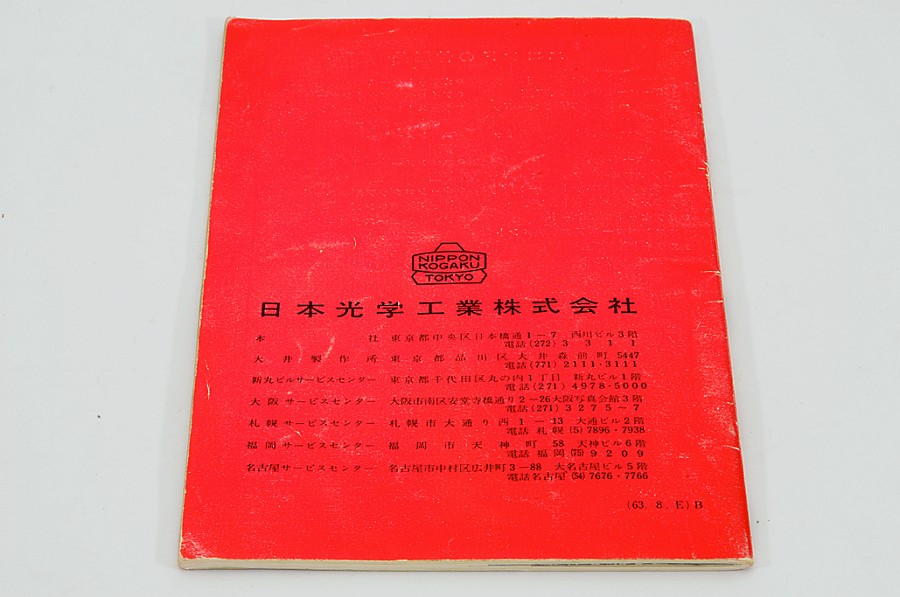 NIPPON
KOGAKU
TOKYO
日本光学工業株式会社
本社 東京都中央区日本橋通1-7 西川ビル3階
電話(272)3311
大井製作所 東京都品川区大井森前町5447
電話(771)2111・3111
新丸ビルサービスセンター 東京都千代田区丸の内1丁目 新丸ビル1階
電話(271)4978・5000
大阪サービスセンター 大阪市南区安堂寺橋通り2-26大阪写真会館3階
電話(271)3275~7
札幌サービスセンター 札幌市大通り西1-13 大通ビル2階
電話 札幌(5)7896・7938
福岡サービスセンター 福岡市天神町58 天神ビル6階
電話 福岡(75)9209
名古屋サービスセンター 名古屋市中村区広井町3-88 大名古屋ビル5階
電話名古屋(54)7676・7766
(63.8.E)B